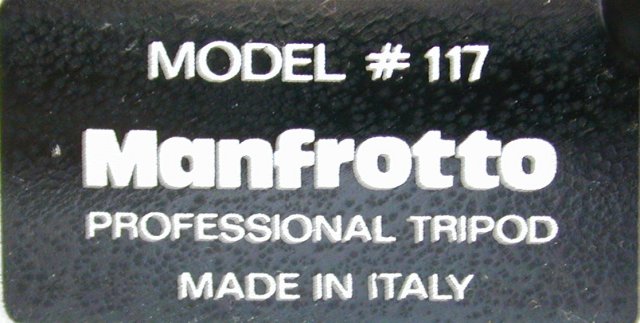 MODEL # 117
Manfrotto
PROFESSIONAL TRIPOD
MADE IN ITALY